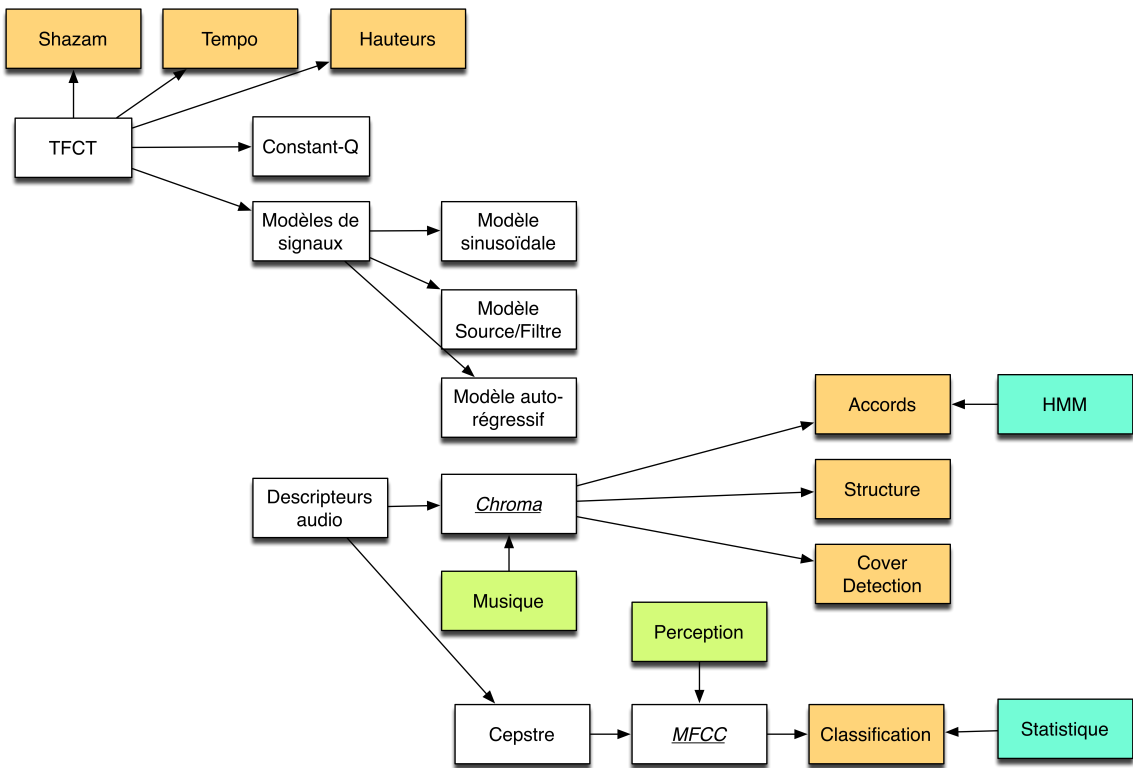 Shazam
Tempo
Hauteurs
TFCT
Constant-Q
Modèles de
signaux
Modèle
sinusoïdale
Modèle
Source/Filtre
Modèle auto-
régressif
Accords
HMM
Descripteurs
audio
Chroma
Structure
Cover
Detection
Musique
Perception
Cepstre
MFCC
Classification
Statistique